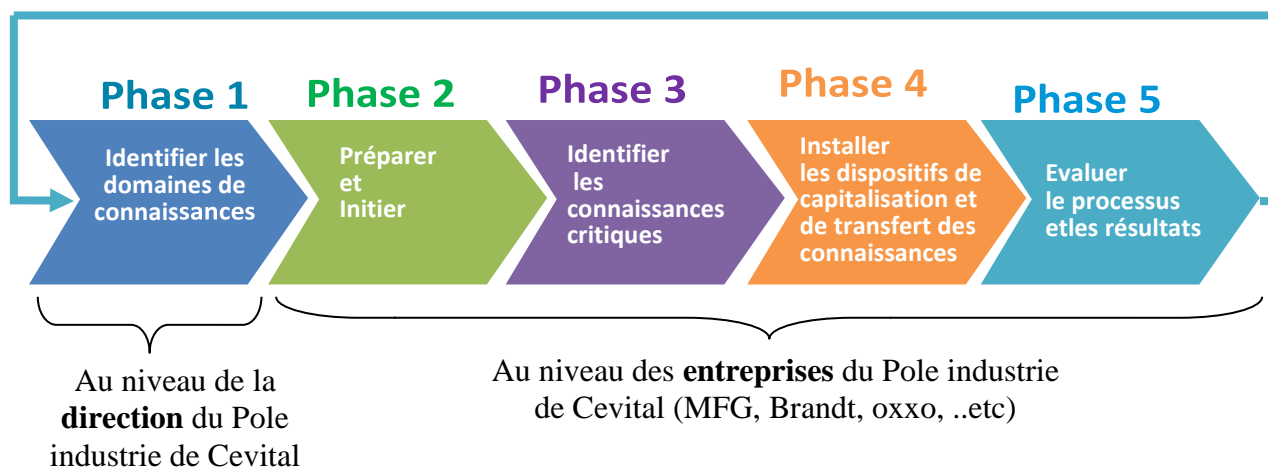 Phase 1
Identifier les
domaines de
connaissances
Phase 2
Préparer
et
Initier
Phase 3
Identifier
les
connaissances
critiques
Phase 4
Installer
les dispositifs de
capitalisation et
de transfert des
connaissances
Phase 5
Evaluer
le processus
etles résultats
Au niveau de la
direction du Pole
industrie de Cevital
Au niveau des entreprises du Pole industrie
de Cevital (MFG, Brandt, oxxo, ..etc)